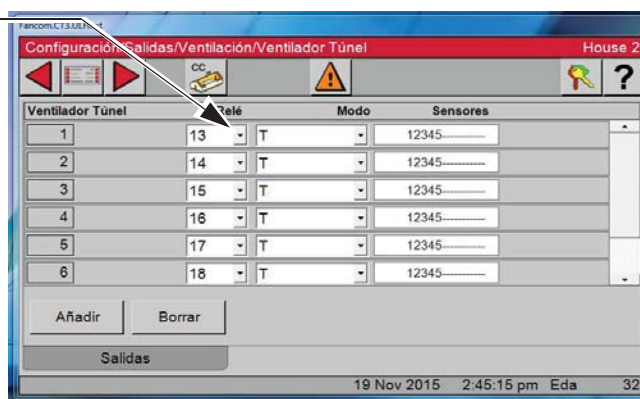 Configuración/Salidas/Ventilación/Ventilador Túnel House 2
CC
?
Ventilador Túnel Relé Modo Sensores
1 13 T 12345-----------
2 14 T 12345-----------
3 15 T 12345-----------
4 16 T 12345-----------
5 17 T 12345-----------
6 18 T 12345-----------
Añadir Borrar
Salidas
19 Nov 2015 2:45:15 pm Eda 32